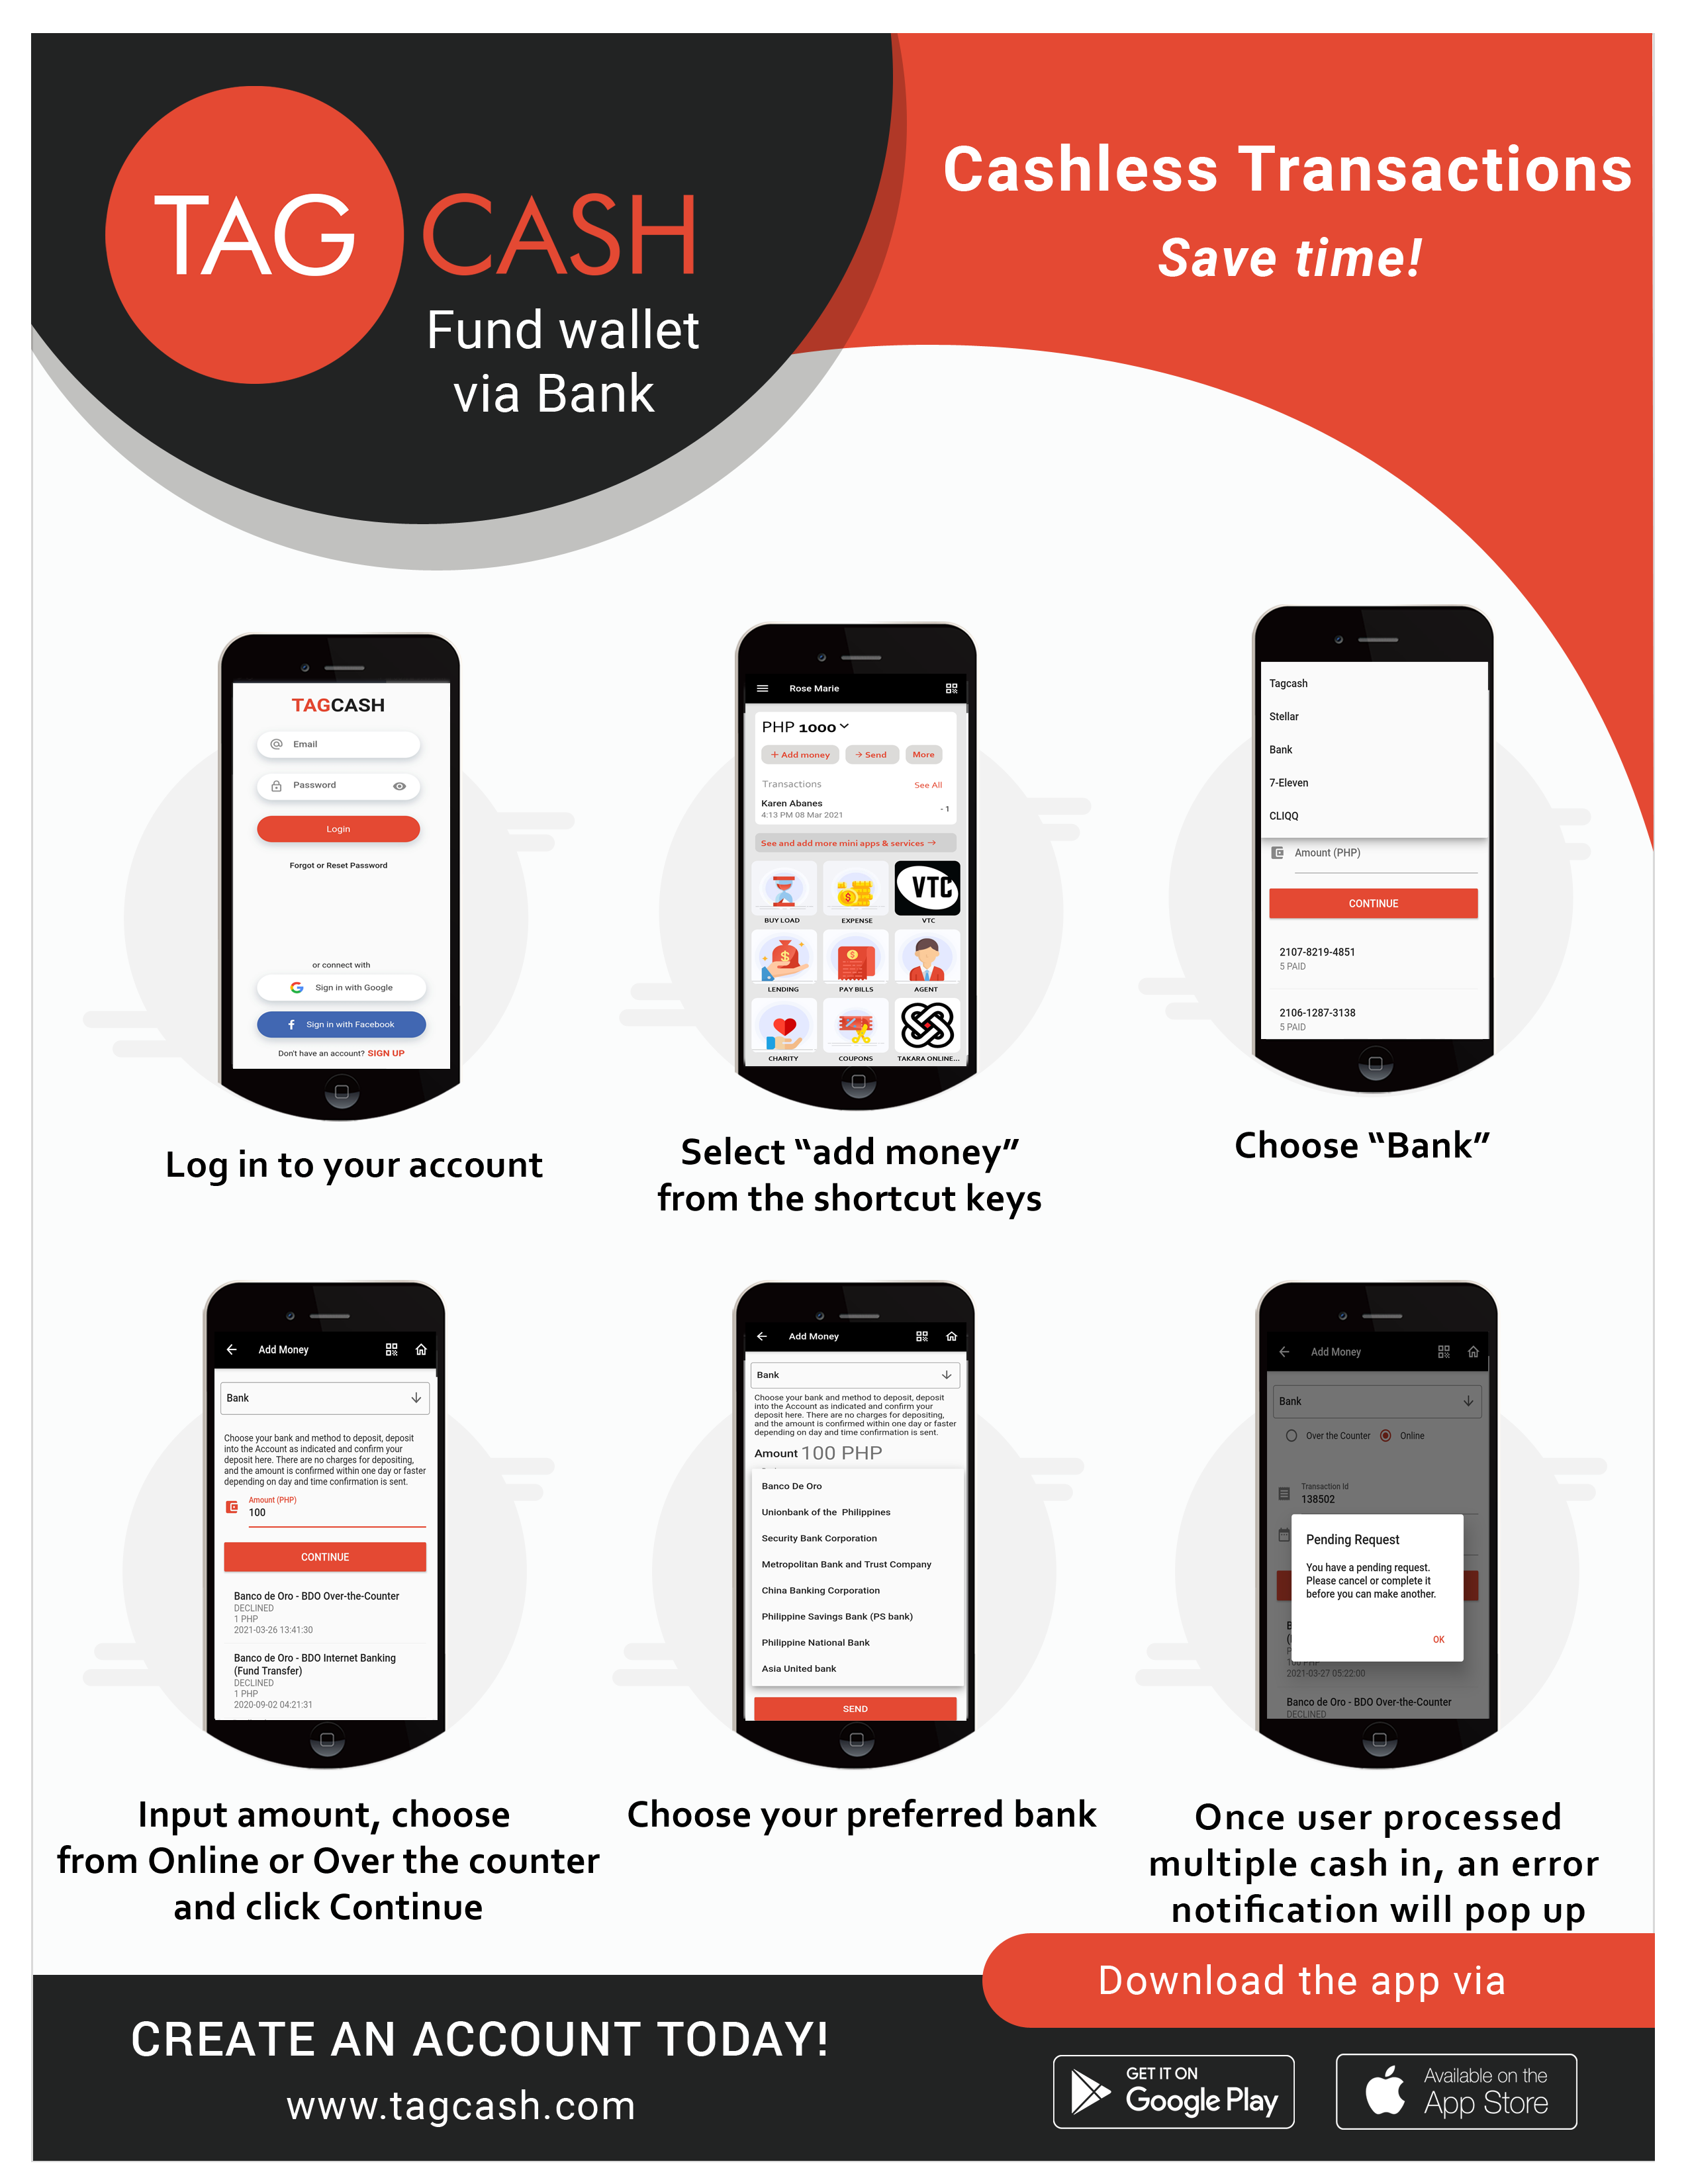 TAG CASH
Fund wallet
via Bank
Cashless Transactions
Save time!
TAGCASH
Email
Password
Login
Forgot or Reset Password
or connect with
Sign in with Google
Sign in with Facebook
Don't have an account? SIGN UP
Log in to your account
Rose Marie
PHP 1000
+ Add money
→ Send
More
Transactions
See All
Karen Abanes
4:13 PM 08 Mar 2021
- 1
See and add more mini apps & services →
VTC
BUY LOAD
EXPENSE
VTC
LENDING
PAY BILLS
AGENT
CHARITY
COUPONS
TAKARA ONLINE...
Select “add money”
from the shortcut keys
Tagcash
Stellar
Bank
7-Eleven
CLIQQ
Amount (PHP)
CONTINUE
2107-8219-4851
5 PAID
2106-1287-3138
5 PAID
Choose “Bank”
Add Money
Bank
Choose your bank and method to deposit, deposit
into the Account as indicated and confirm your
deposit here. There are no charges for depositing,
and the amount is confirmed within one day or faster
depending on day and time confirmation is sent.
Amount (PHP)
100
CONTINUE
Banco de Oro - BDO Over-the-Counter
DECLINED
1 PHP
2021-03-26 13:41:30
Banco de Oro - BDO Internet Banking
(Fund Transfer)
DECLINED
1 PHP
2020-09-02 04:21:31
Input amount, choose
from Online or Over the counter
and click Continue
Add Money
Bank
Choose your bank and method to deposit, deposit
into the Account as indicated and confirm your
deposit here. There are no charges for depositing,
and the amount is confirmed within one day or faster
depending on day and time confirmation is sent.
Amount 100 PHP
Banco De Oro
Unionbank of the Philippines
Security Bank Corporation
Metropolitan Bank and Trust Company
China Banking Corporation
Philippine Savings Bank (PS bank)
Philippine National Bank
Asia United bank
SEND
Choose your preferred bank
Add Money
Bank
Over the Counter
Online
Transaction Id
138502
Pending Request
You have a pending request.
Please cancel or complete it
before you can make another.
OK
100 PHP
2021-03-27 05:22:00
Banco de Oro - BDO Over-the-Counter
DECLINED
Once user processed
multiple cash in, an error
notification will pop up
Download the app via
CREATE AN ACCOUNT TODAY!
www.tagcash.com
GET IT ON
Google Play
Available on the
App Store